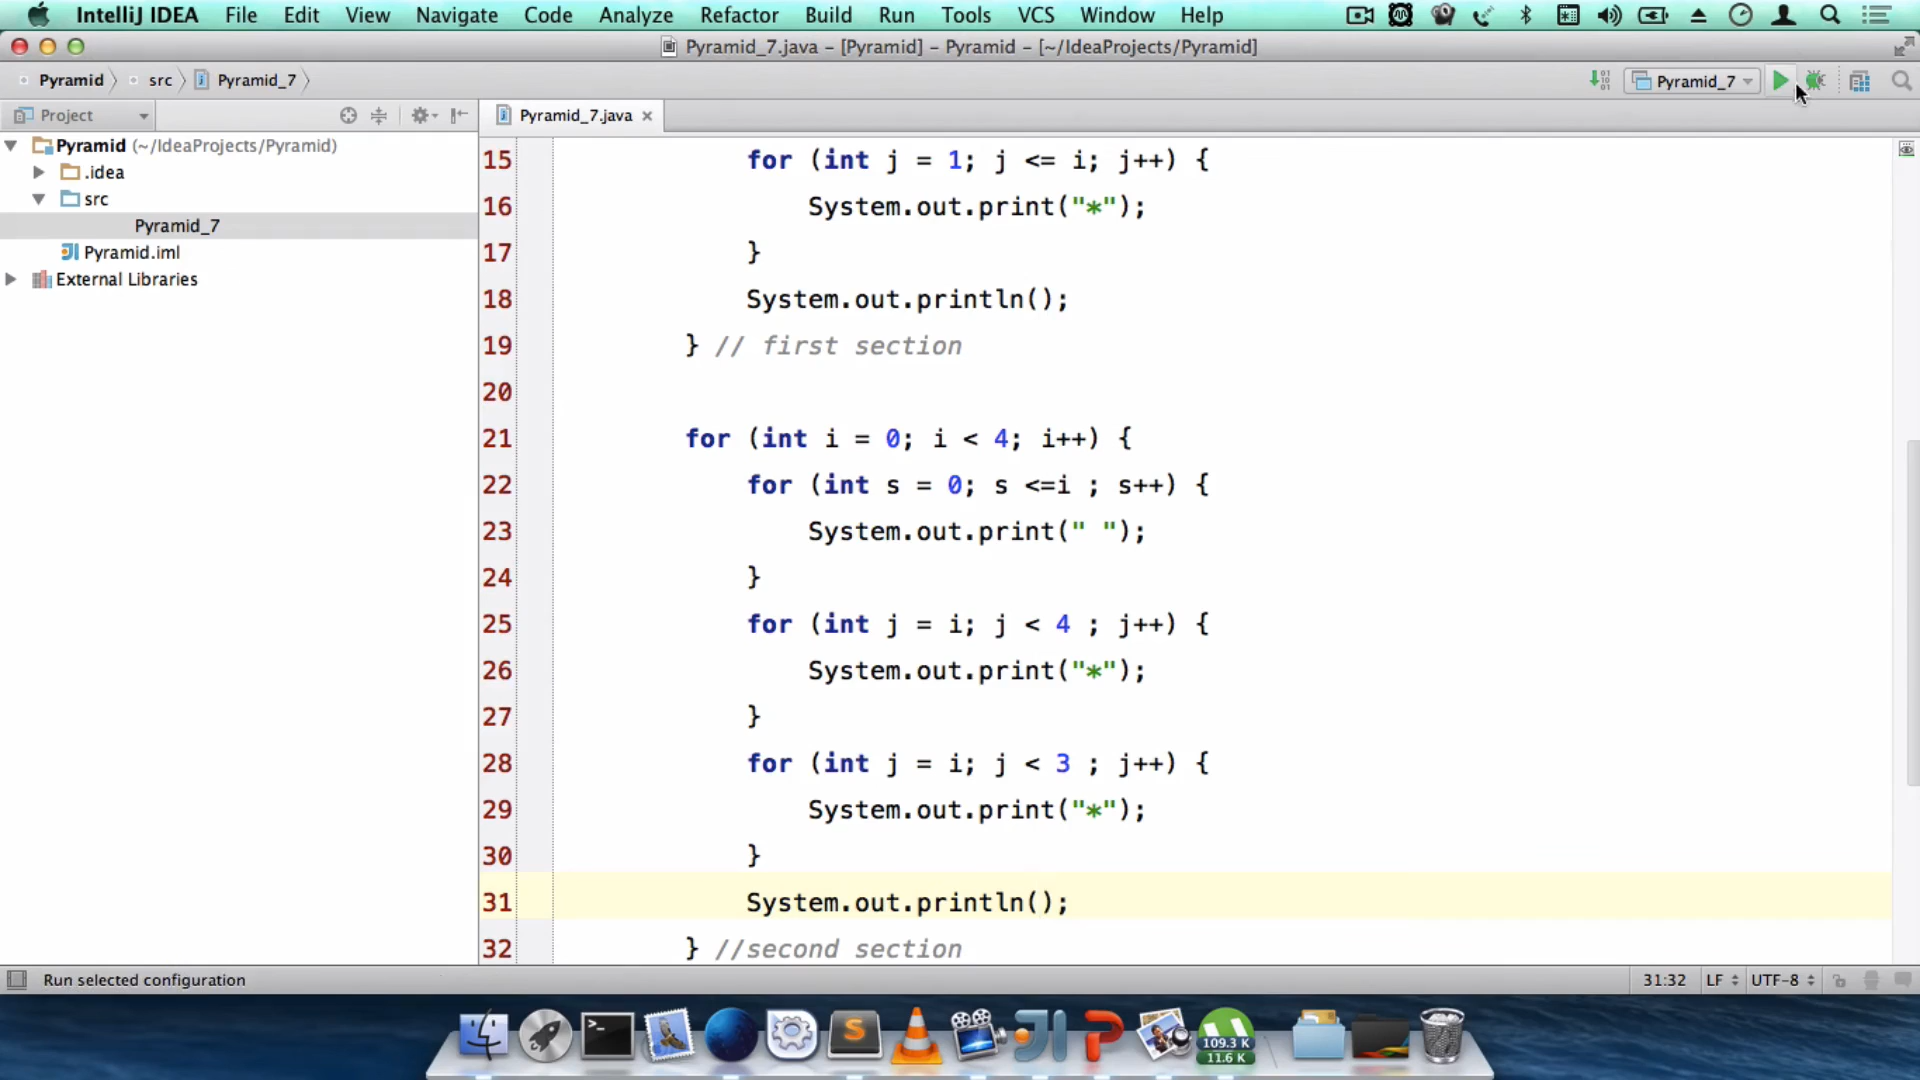 IntelliJ IDEA File Edit View Navigate Code Analyze Refactor Build Run Tools VCS Window Help
Pyramid_7.java – [Pyramid] – Pyramid – [~/IdeaProjects/Pyramid]
Pyramid src Pyramid_7 Pyramid_7
Project Pyramid_7.java
Pyramid (~/IdeaProjects/Pyramid)
.idea
src
Pyramid_7
Pyramid.iml
External Libraries
15 for (int j = 1; j <= i; j++) {
16 System.out.print("*");
17 }
18 System.out.println();
19 } // first section
20
21 for (int i = 0; i < 4; i++) {
22 for (int s = 0; s <=i ; s++) {
23 System.out.print(" ");
24 }
25 for (int j = i; j < 4 ; j++) {
26 System.out.print("*");
27 }
28 for (int j = i; j < 3 ; j++) {
29 System.out.print("*");
30 }
31 System.out.println();
32 } //second section
Run selected configuration 31:32 LF UTF-8
109.3 K
11.6 K